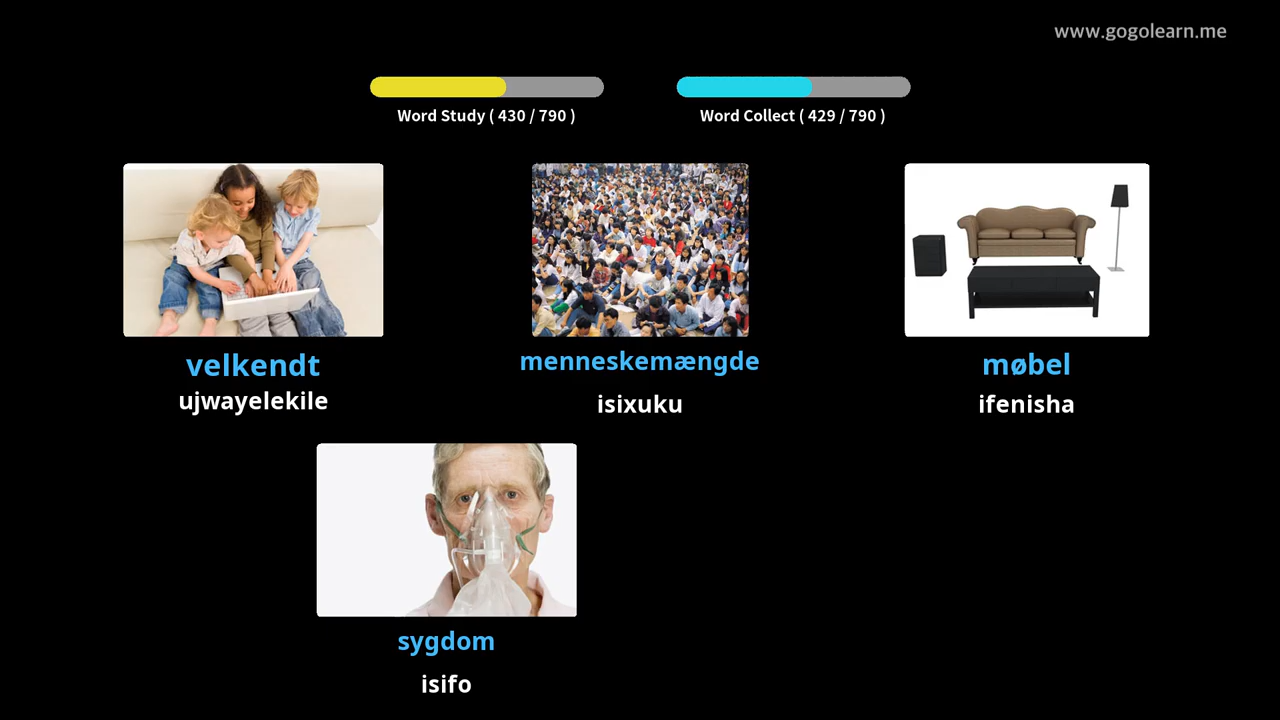 www.gogolearn.me
Word Study ( 430 / 790 )
Word Collect ( 429 / 790 )
velkendt
ujwayelekile
menneskemængde
isixuku
møbel
ifenisha
sygdom
isifo